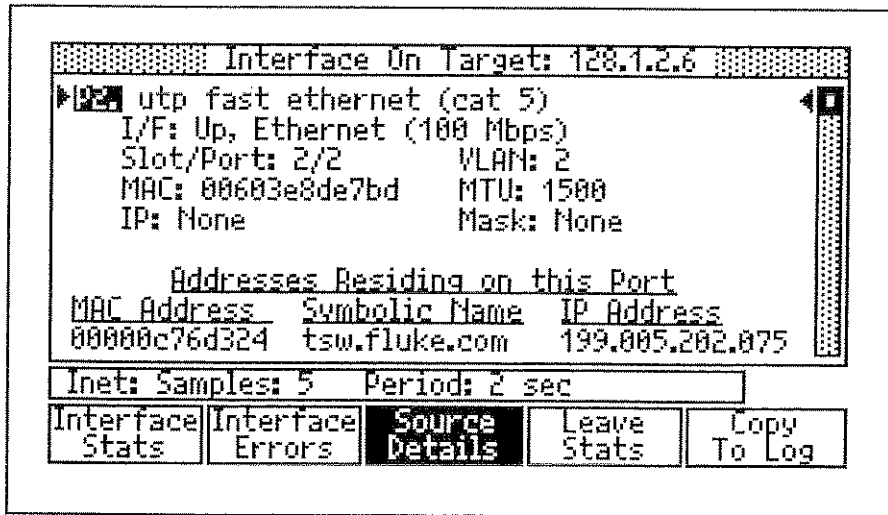 Interface On Target: 128.1.2.6
utp fast ethernet (cat 5)
I/F: Up, Ethernet (100 Mbps)
Slot/Port: 2/2 VLAN: 2
MAC: 00603e8de7bd MTU: 1500
IP: None Mask: None
Addresses Residing on this Port
MAC Address Symbolic Name IP Address
00000c76d324 tsw.fluke.com 199.005.202.075
Inet: Samples: 5 Period: 2 sec
Interface Stats
Interface Errors
Source Details
Leave Stats
Copy To Log